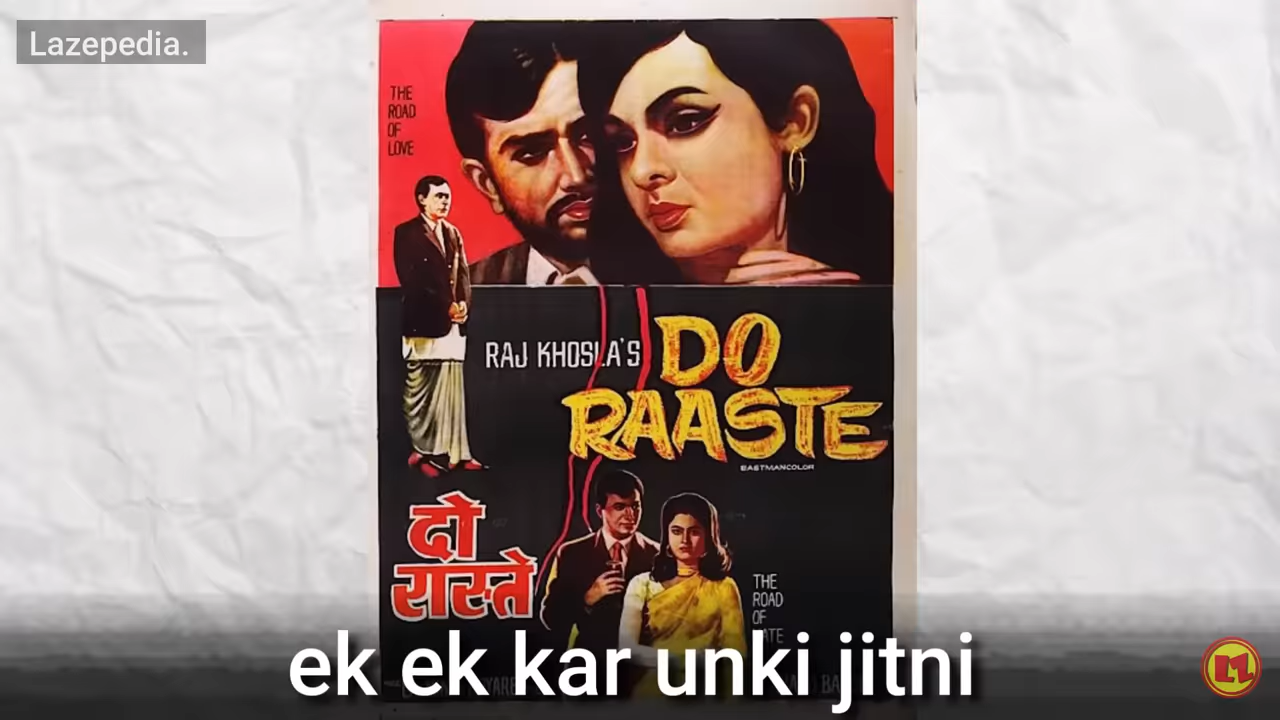 Lazepedia.
THE
ROAD
OF
LOVE
RAJ KHOSLA'S
DO
RAASTE
EASTMANCOLOR
दो
रास्ते
THE
ROAD
OF
ek ek kar unki jitni